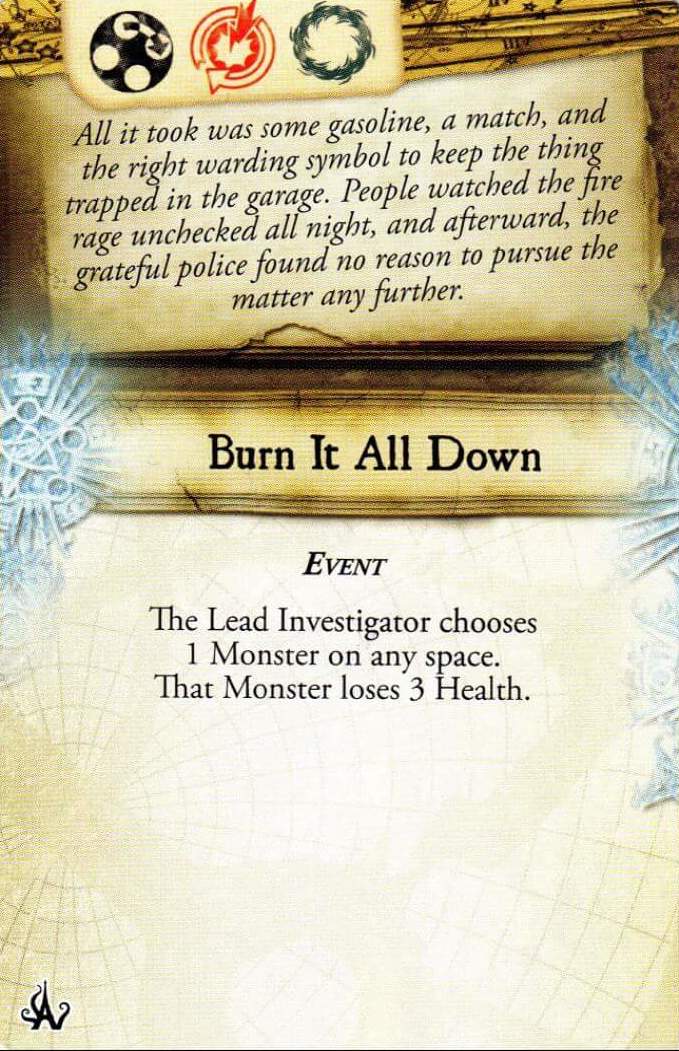 All it took was some gasoline, a match, and
the right warding symbol to keep the thing
trapped in the garage. People watched the fire
rage unchecked all night, and afterward, the
grateful police found no reason to pursue the
matter any further.
Burn It All Down
EVENT
The Lead Investigator chooses
1 Monster on any space.
That Monster loses 3 Health.